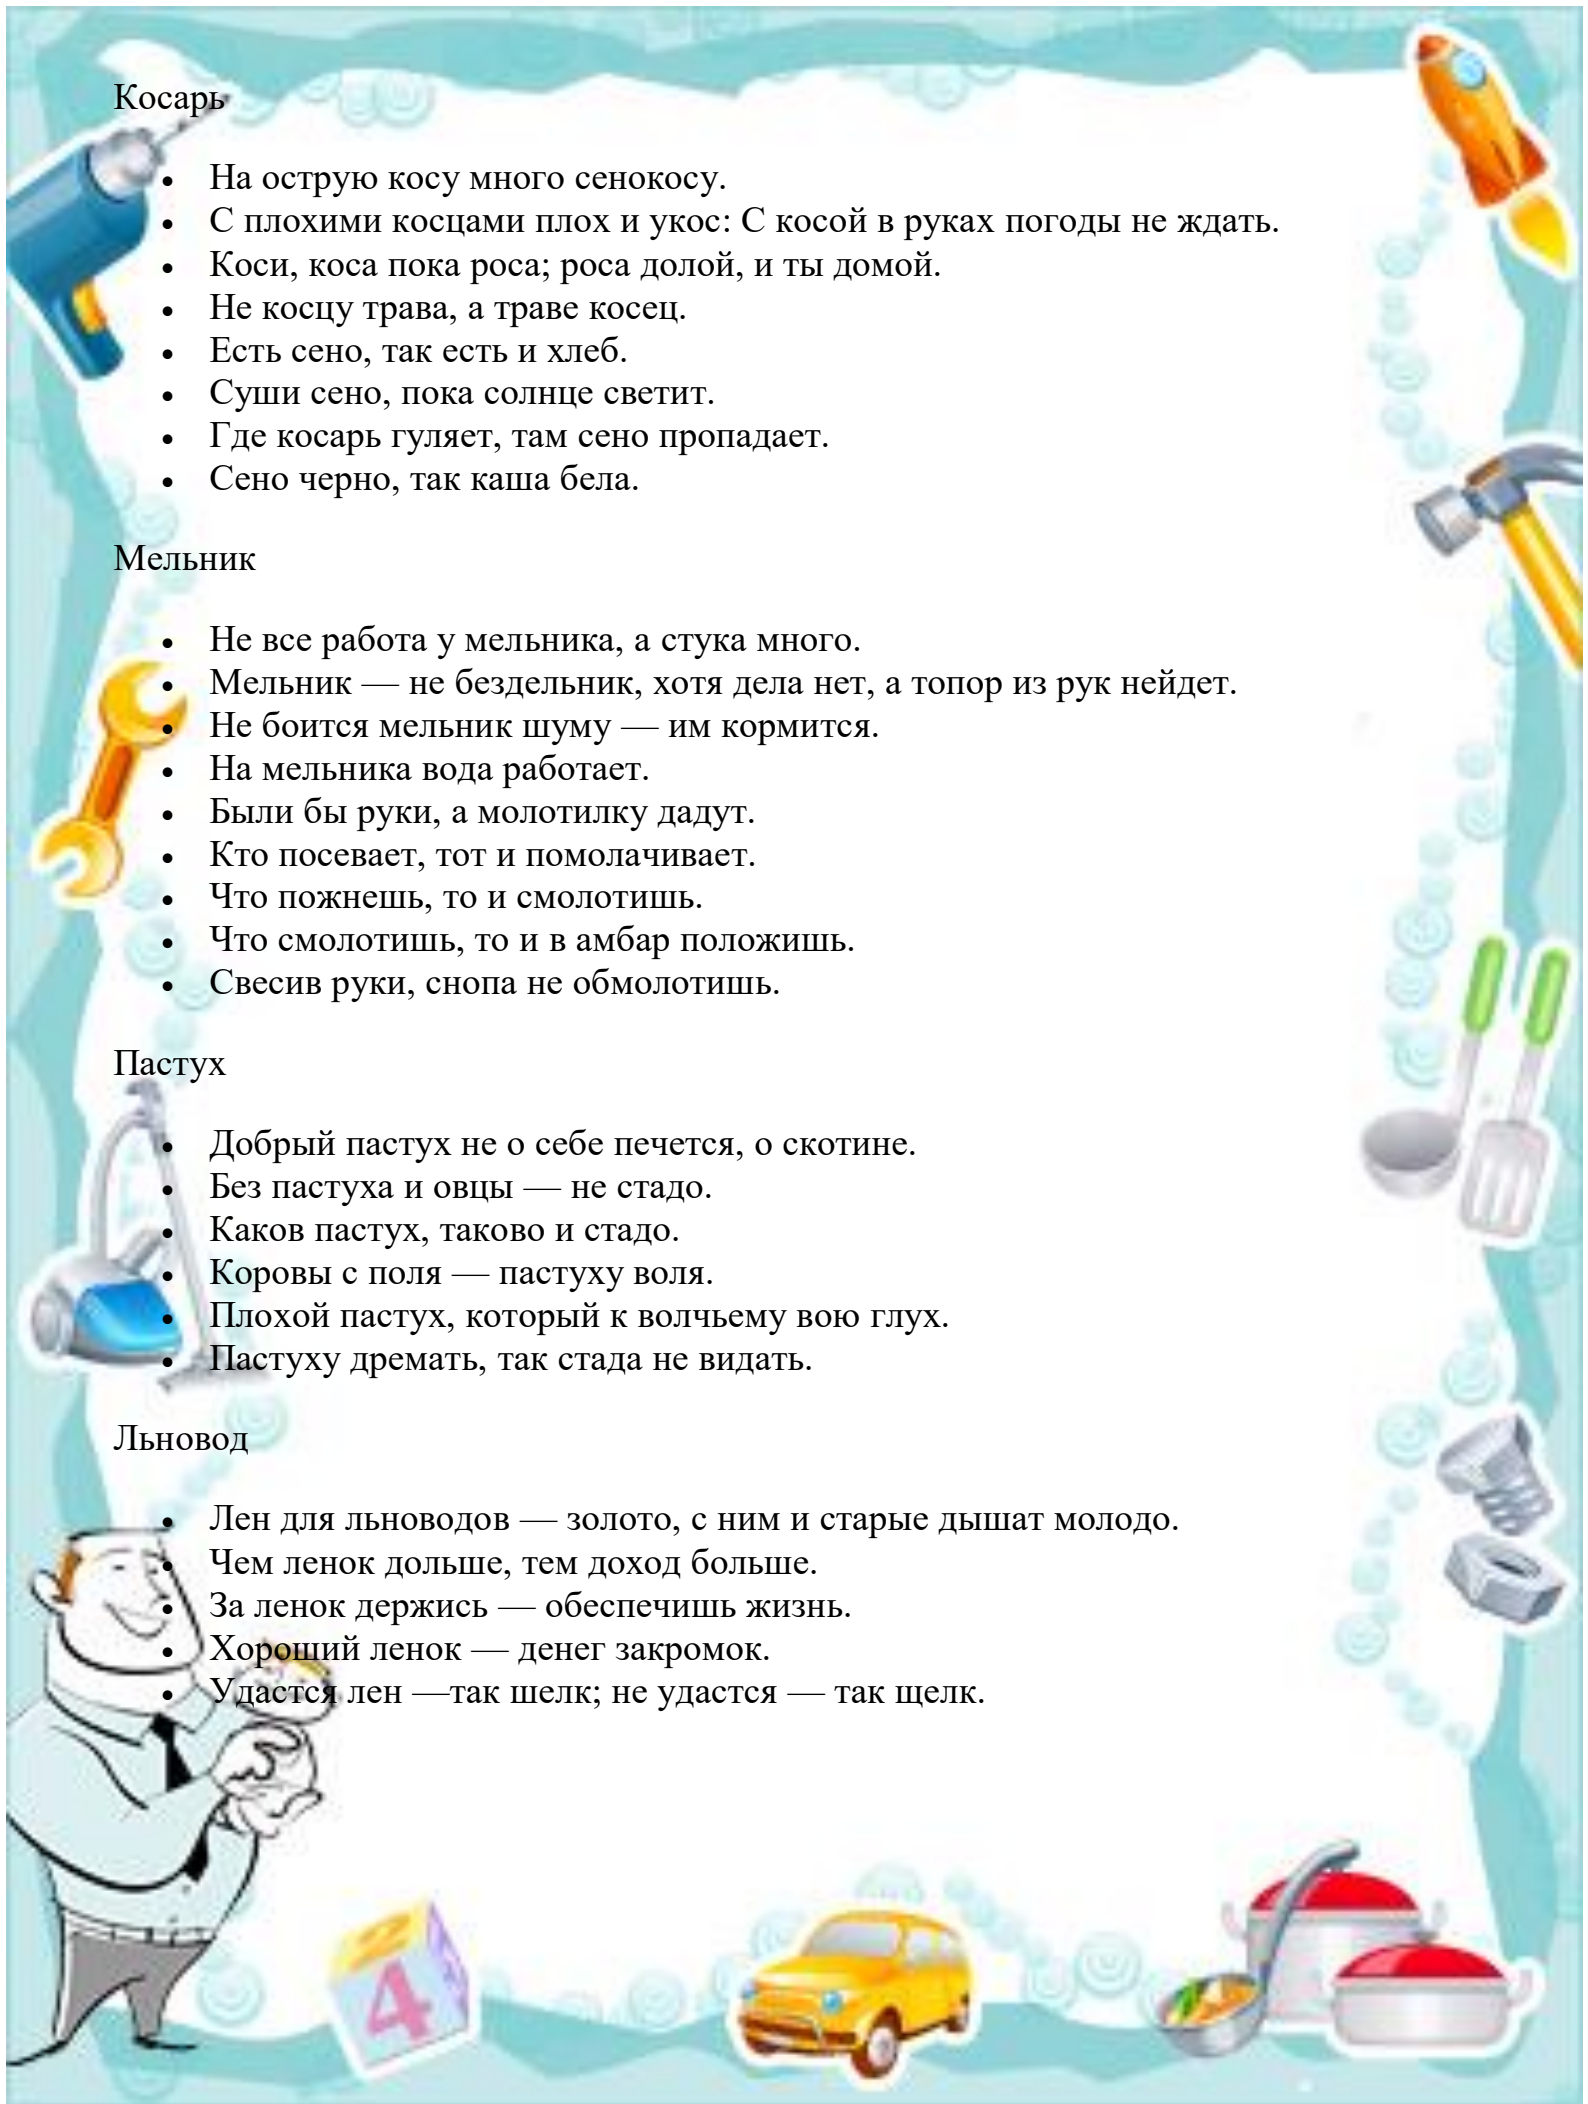 Косарь
• На острую косу много сенокосу.
• С плохими косцами плох и укос: С косой в руках погоды не ждать.
• Коси, коса пока роса; роса долой, и ты домой.
• Не косцу трава, а траве косец.
• Есть сено, так есть и хлеб.
• Суши сено, пока солнце светит.
• Где косарь гуляет, там сено пропадает.
• Сено черно, так каша бела.
Мельник
• Не все работа у мельника, а стука много.
• Мельник — не бездельник, хотя дела нет, а топор из рук нейдет.
• Не боится мельник шуму — им кормится.
• На мельника вода работает.
• Были бы руки, а молотилку дадут.
• Кто посевает, тот и помолачивает.
• Что пожнешь, то и смолотишь.
• Что смолотишь, то и в амбар положишь.
• Свесив руки, снопа не обмолотишь.
Пастух
• Добрый пастух не о себе печется, о скотине.
• Без пастуха и овцы — не стадо.
• Каков пастух, таково и стадо.
• Коровы с поля — пастуху воля.
• Плохой пастух, который к волчьему вою глух.
• Пастуху дремать, так стада не видать.
Льновод
• Лен для льноводов — золото, с ним и старые дышат молодо.
• Чем ленок дольше, тем доход больше.
• За ленок держись — обеспечишь жизнь.
• Хороший ленок — денег закромок.
• Удастся лен —так шелк; не удастся — так щелк.
2
4